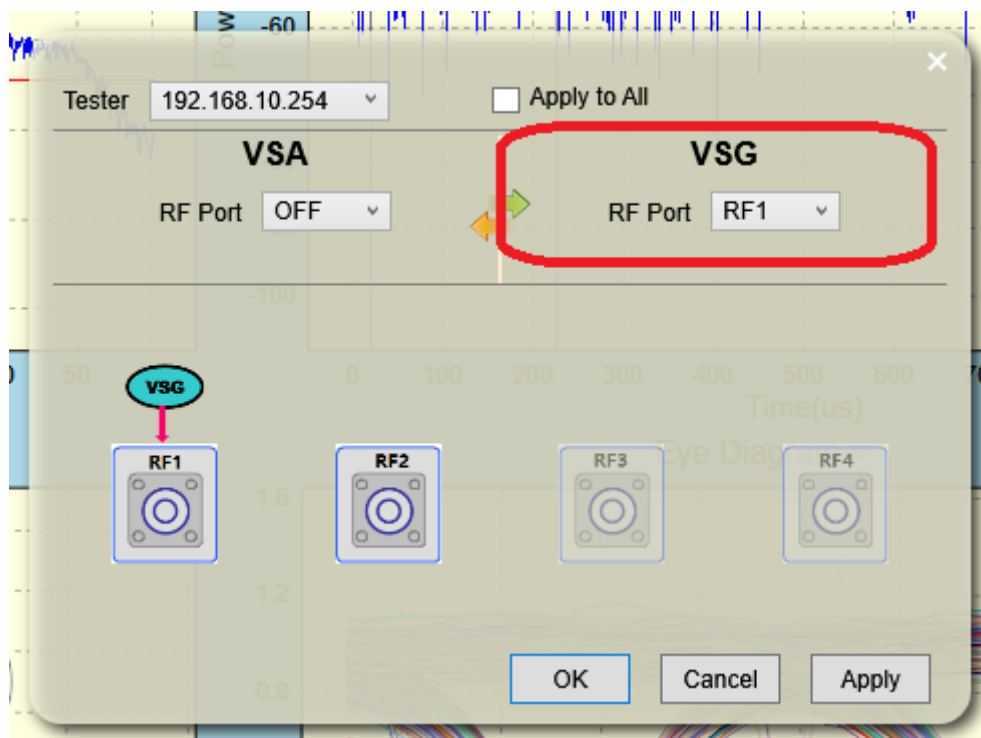 Pow
-60
Tester 192.168.10.254 Apply to All
VSA VSG
RF Port OFF RF Port RF1
-100
50 VSG 0 100 200 300 400 500 600
Time(us)
RF1 RF2 RF3 Eye Diagram RF4
1.6
1.2
0.8
OK Cancel Apply